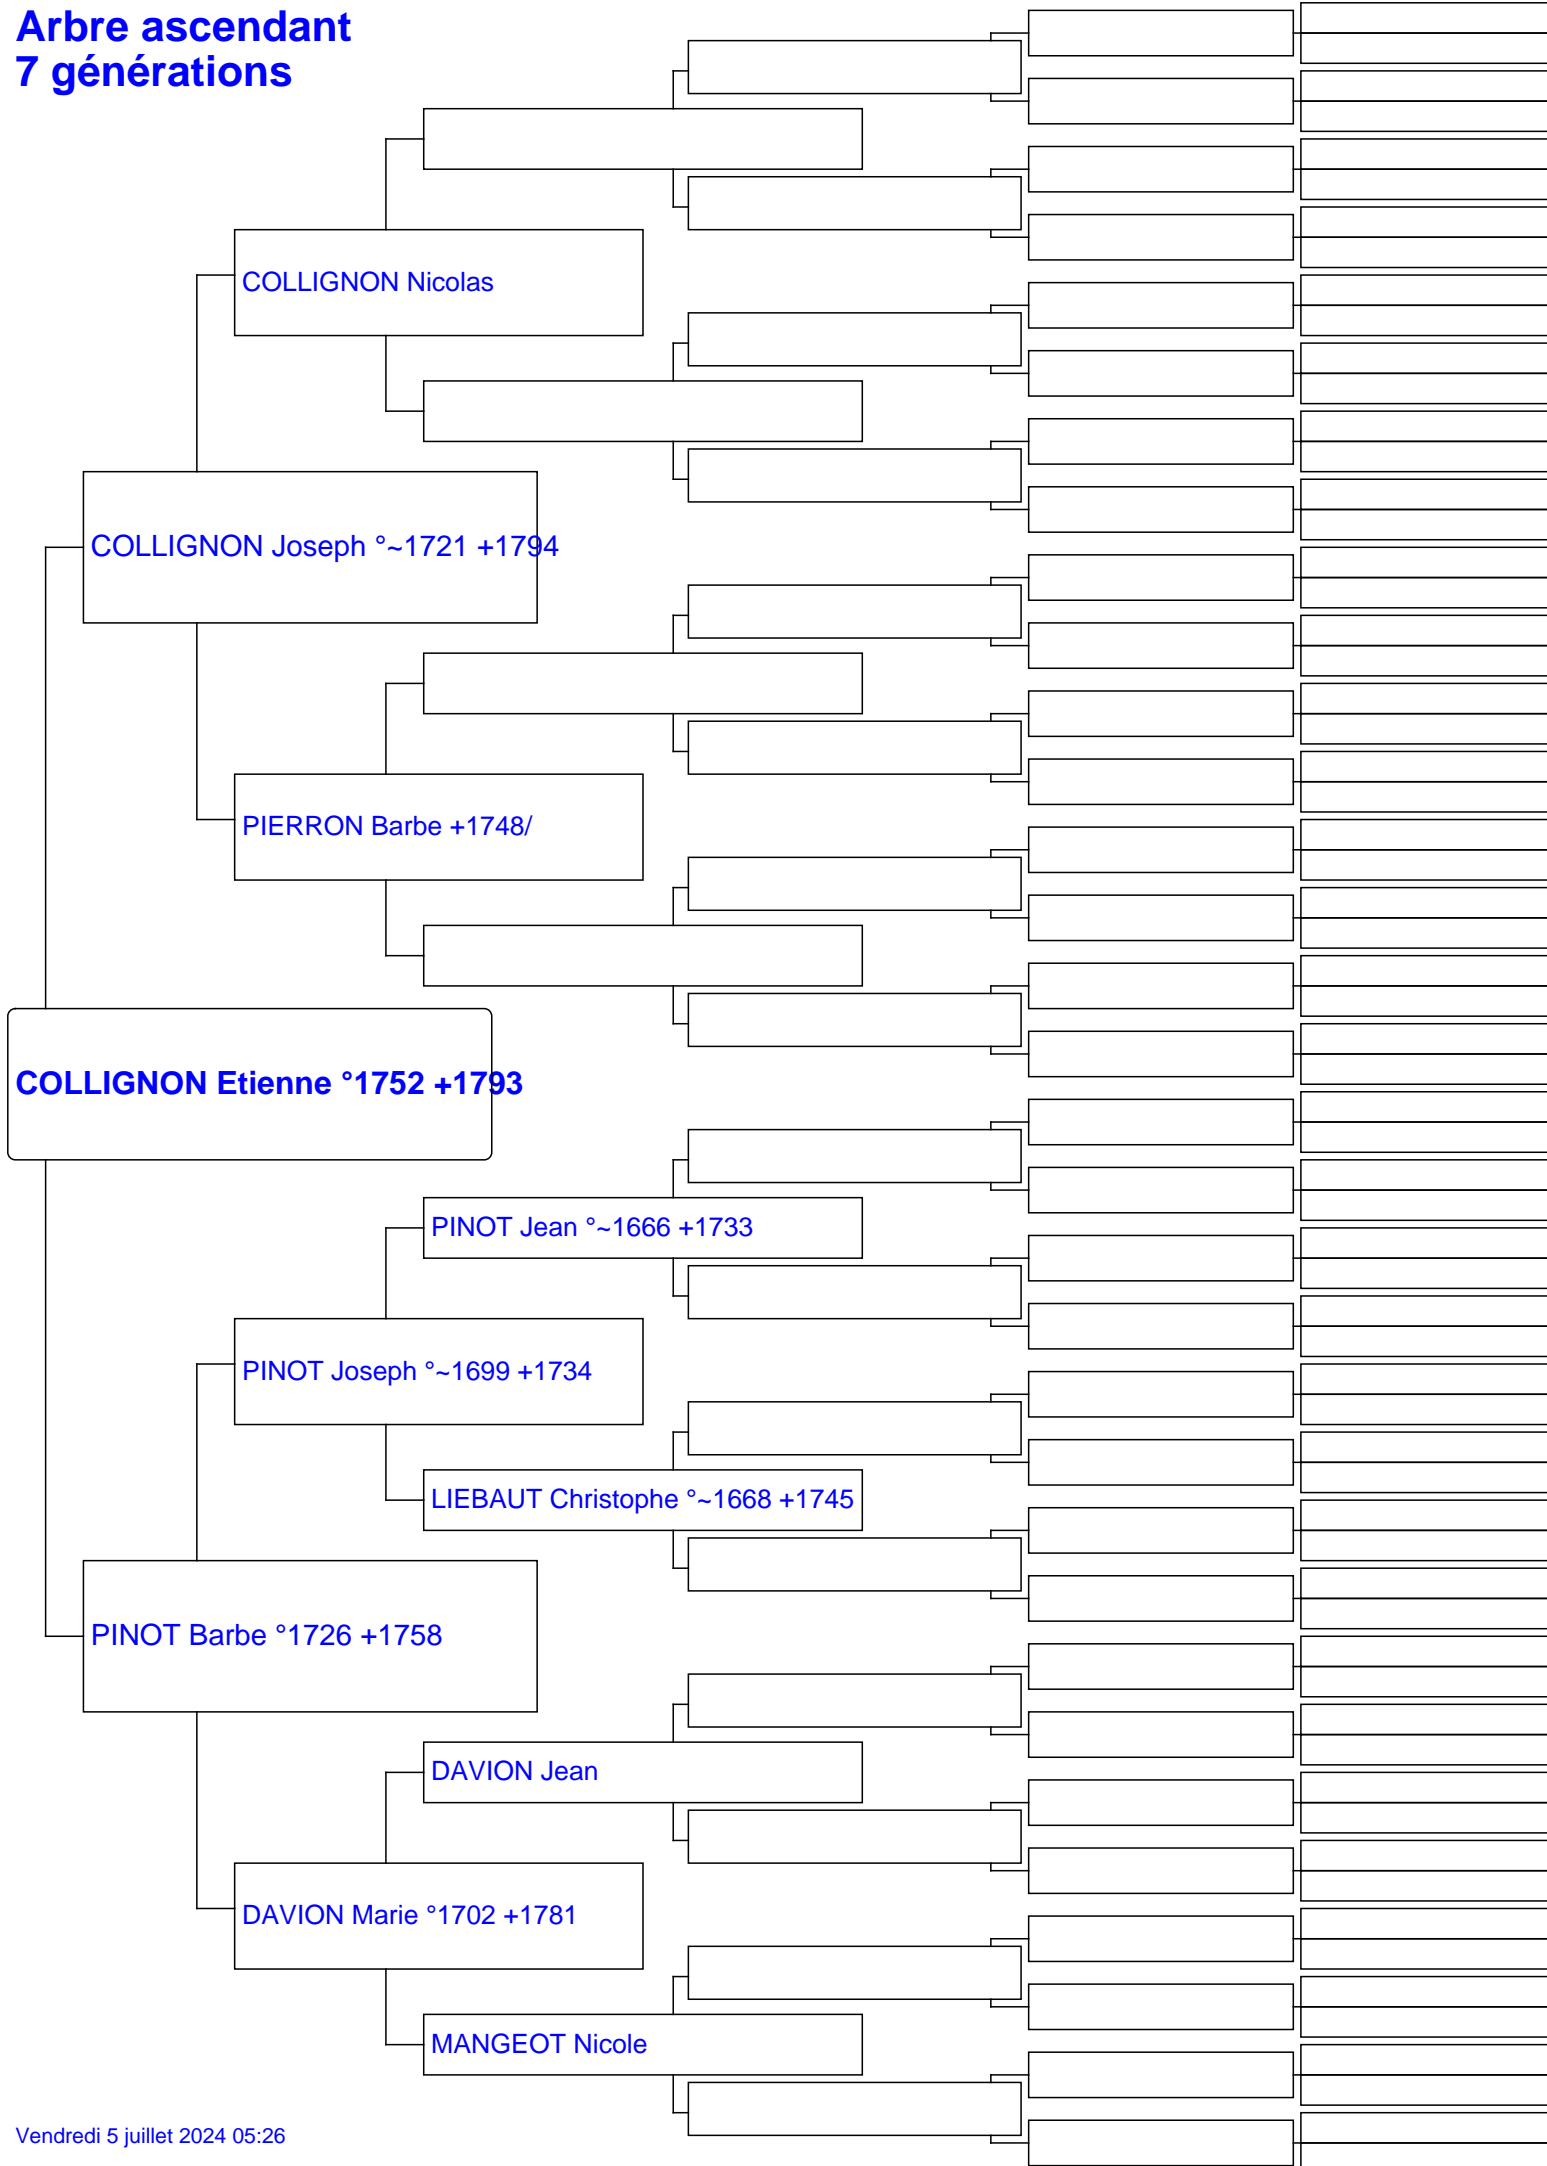 Arbre ascendant
7 générations
COLLIGNON Nicolas
COLLIGNON Joseph °~1721 +1794
PIERRON Barbe +1748/
COLLIGNON Etienne °1752 +1793
PINOT Jean °~1666 +1733
PINOT Joseph °~1699 +1734
LIEBAUT Christophe °~1668 +1745
PINOT Barbe °1726 +1758
DAVION Jean
DAVION Marie °1702 +1781
MANGEOT Nicole
Vendredi 5 juillet 2024 05:26